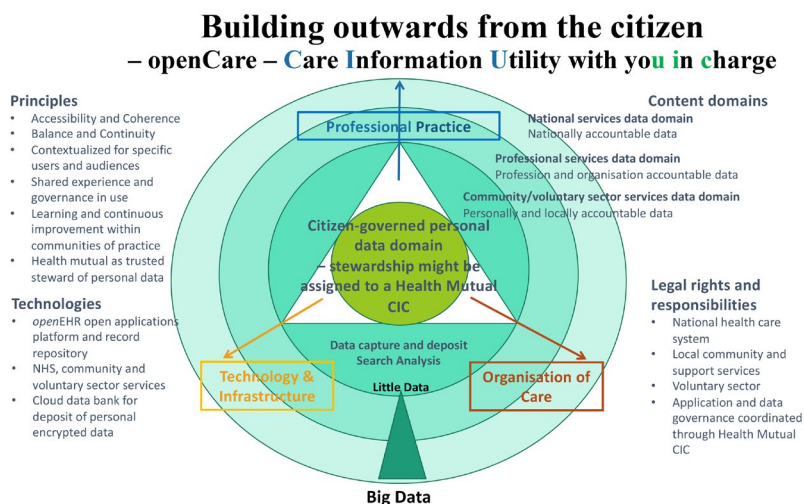 Building outwards from the citizen
– openCare – Care Information Utility with you in charge
Principles
• Accessibility and Coherence
• Balance and Continuity
• Contextualized for specific
users and audiences
• Shared experience and
governance in use
• Learning and continuous
improvement within
communities of practice
• Health mutual as trusted
steward of personal data
Technologies
• openEHR open applications
platform and record
repository
• NHS, community and
voluntary sector services
• Cloud data bank for
deposit of personal
encrypted data
Professional Practice
Citizen-governed personal
data domain
– stewardship might be
assigned to a Health Mutual
CIC
Data capture and deposit
Search Analysis
Little Data
Technology &
Infrastructure
Organisation of
Care
Big Data
Content domains
National services data domain
Nationally accountable data
Professional services data domain
Profession and organisation accountable data
Community/voluntary sector services data domain
Personally and locally accountable data
Legal rights and
responsibilities
• National health care
system
• Local community and
support services
• Voluntary sector
• Application and data
governance coordinated
through Health Mutual
CIC